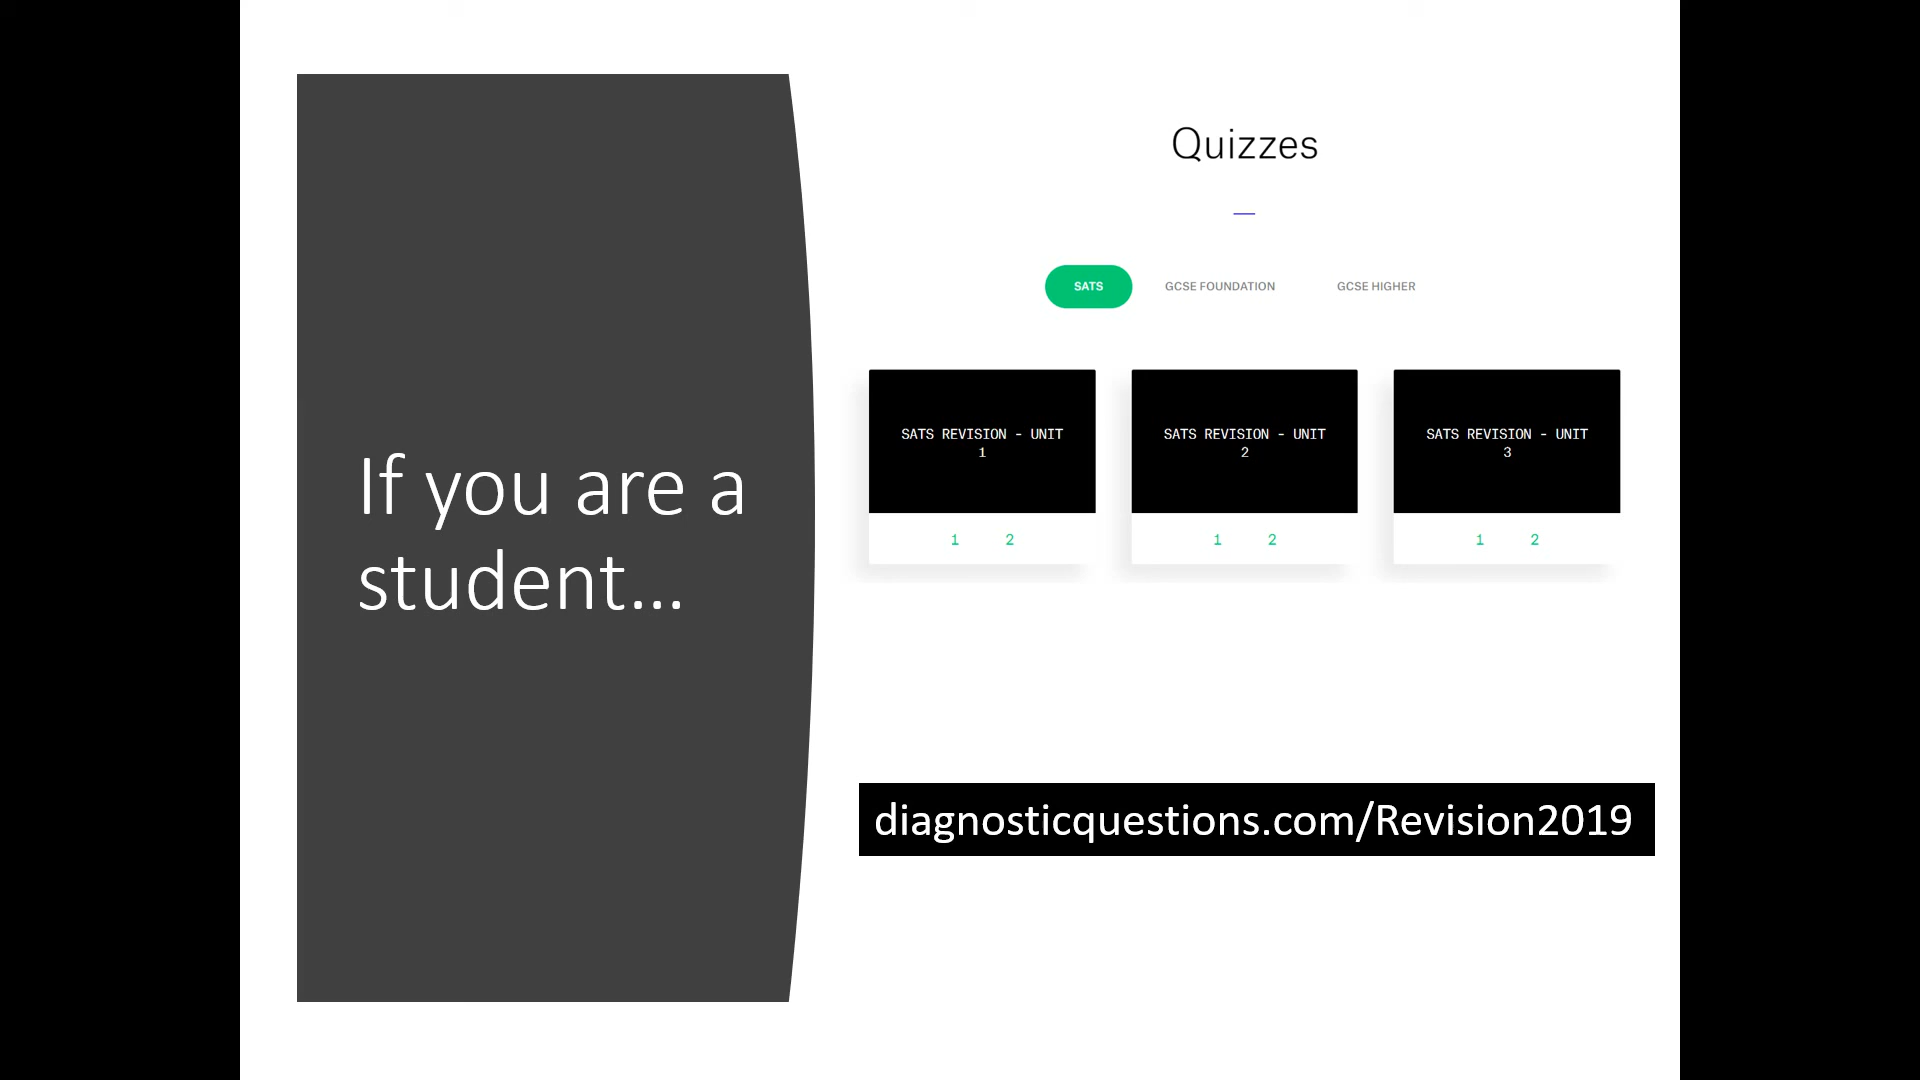 If you are a
student...
Quizzes
SATS
GCSE FOUNDATION
GCSE HIGHER
SATS REVISION - UNIT
1
1 2
SATS REVISION - UNIT
2
1 2
SATS REVISION - UNIT
3
1 2
diagnosticquestions.com/Revision2019